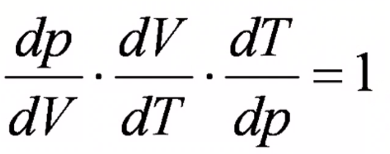 dp/dV · dV/dT · dT/dp = 1